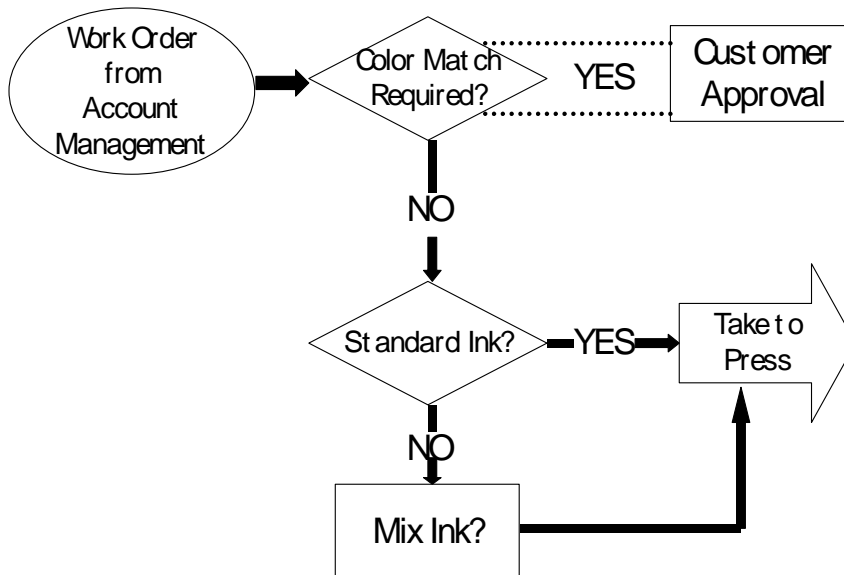 Work Order
from
Account
Management
Color Match
Required?
YES
Customer
Approval
NO
Standard Ink?
YES
Take to
Press
NO
Mix Ink?